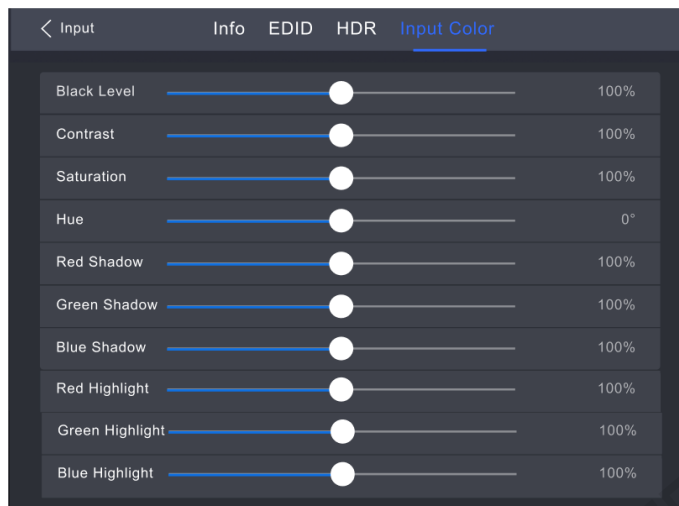 Input Info EDID HDR Input Color
Black Level 100%
Contrast 100%
Saturation 100%
Hue 0°
Red Shadow 100%
Green Shadow 100%
Blue Shadow 100%
Red Highlight 100%
Green Highlight 100%
Blue Highlight 100%